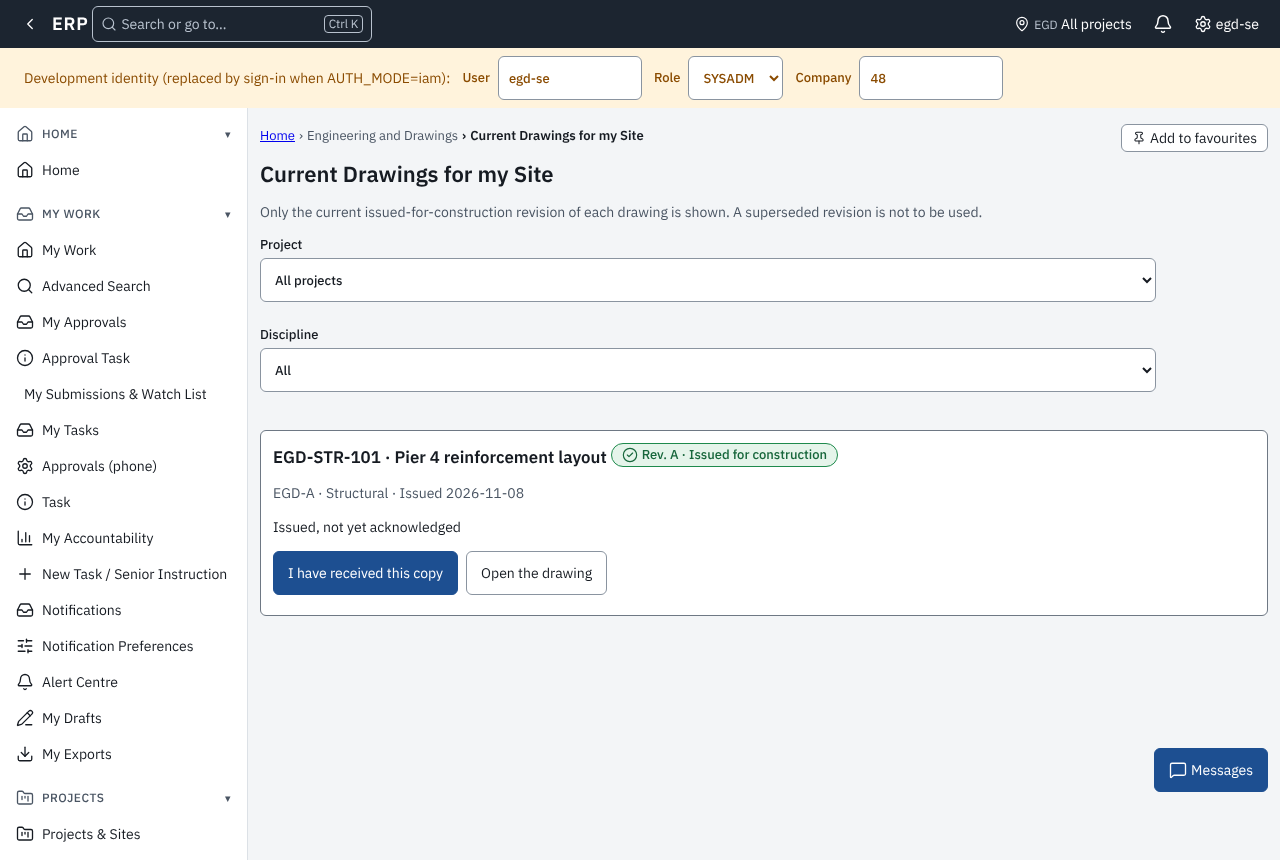 ERP
Search or go to…
Ctrl K
EGD All projects
egd-se
Development identity (replaced by sign-in when AUTH_MODE=iam):
User
egd-se
Role
SYSADM
Company
48
HOME
Home
MY WORK
My Work
Advanced Search
My Approvals
Approval Task
My Submissions & Watch List
My Tasks
Approvals (phone)
Task
My Accountability
New Task / Senior Instruction
Notifications
Notification Preferences
Alert Centre
My Drafts
My Exports
PROJECTS
Projects & Sites
Home › Engineering and Drawings › Current Drawings for my Site
Add to favourites
Current Drawings for my Site
Only the current issued-for-construction revision of each drawing is shown. A superseded revision is not to be used.
Project
All projects
Discipline
All
EGD-STR-101 · Pier 4 reinforcement layout
Rev. A · Issued for construction
EGD-A · Structural · Issued 2026-11-08
Issued, not yet acknowledged
I have received this copy
Open the drawing
Messages